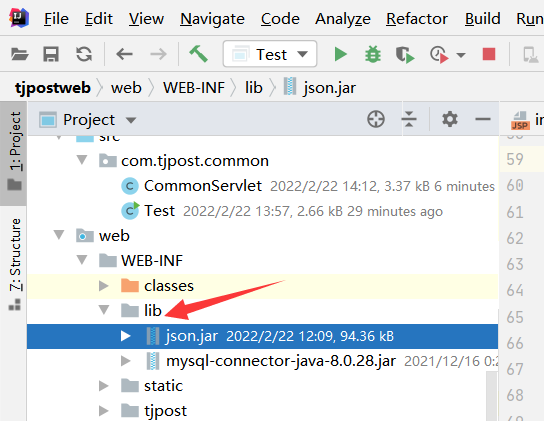 File Edit View Navigate Code Analyze Refactor Build Run
Test
tjpostweb web WEB-INF lib json.jar
1: Project
Project
JSP
src
59
com.tjpost.common
CommonServlet 2022/2/22 14:12, 3.37 kB 6 minutes
60
Test 2022/2/22 13:57, 2.66 kB 29 minutes ago
61
web
62
Z: Structure
WEB-INF
63
classes
64
lib
65
json.jar 2022/2/22 12:09, 94.36 kB
66
mysql-connector-java-8.0.28.jar 2021/12/16
67
static
68
tjpost